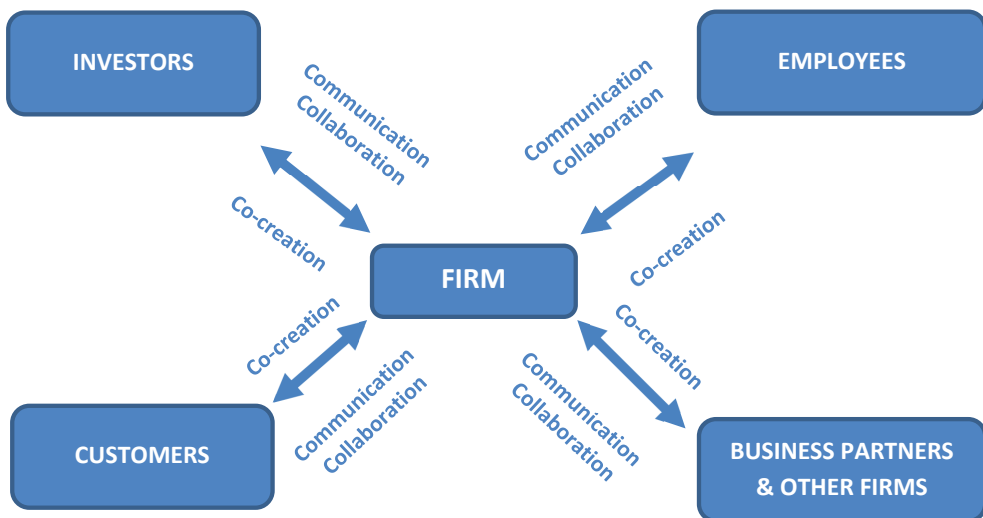 INVESTORS
EMPLOYEES
Communication
Collaboration
Communication
Collaboration
Co-creation
Co-creation
FIRM
Co-creation
Co-creation
Communication
Collaboration
Communication
Collaboration
CUSTOMERS
BUSINESS PARTNERS
& OTHER FIRMS